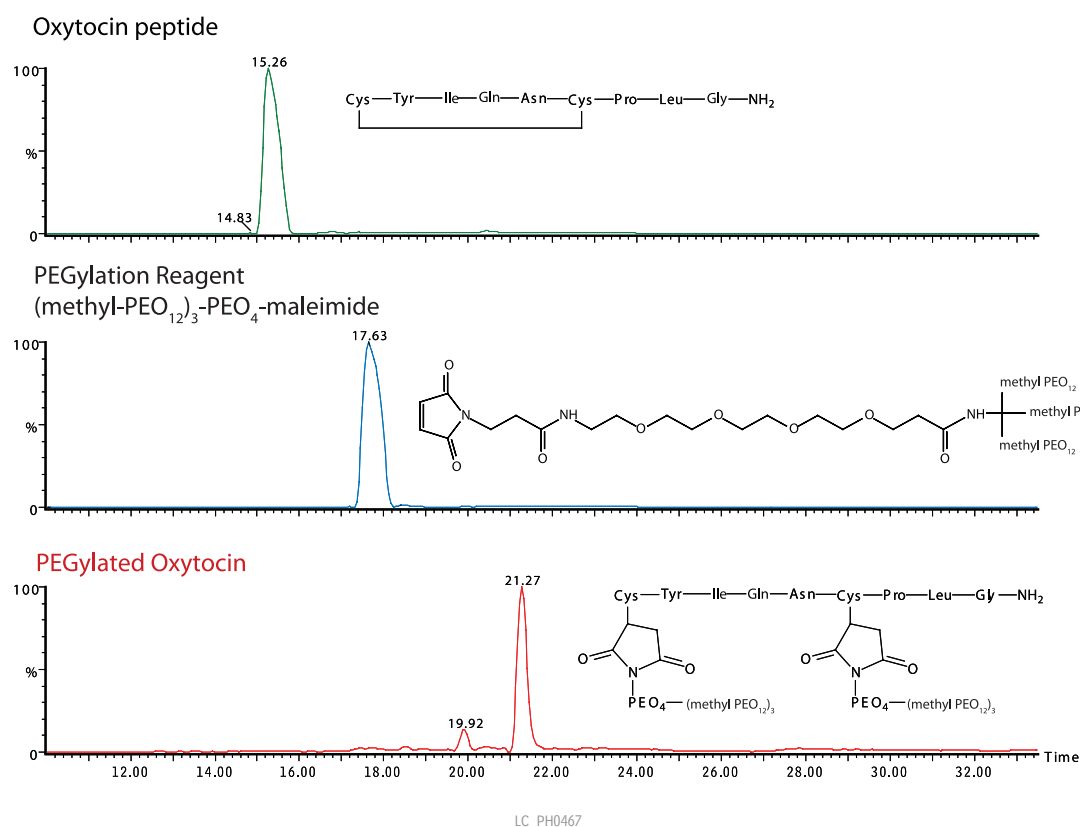 Oxytocin peptide
100
15.26
Cys Tyr Ile Gln Asn Cys Pro Leu Gly NH₂
%
14.83
0
PEGylation Reagent
(methyl-PEO₁₂)₃-PEO₄-maleimide
100
17.63
O
methyl PEO₁₂
N NH O O O O NH methyl P
%
O O O methyl PEO₁₂
0
PEGylated Oxytocin
100
21.27
Cys Tyr Ile Gln Asn Cys Pro Leu Gly NH₂
%
O N O O N O
PEO₄ (methyl PEO₁₂)₃ PEO₄ (methyl PEO₁₂)₃
19.92
0
Time
12.00 14.00 16.00 18.00 20.00 22.00 24.00 26.00 28.00 30.00 32.00
LC PH0467